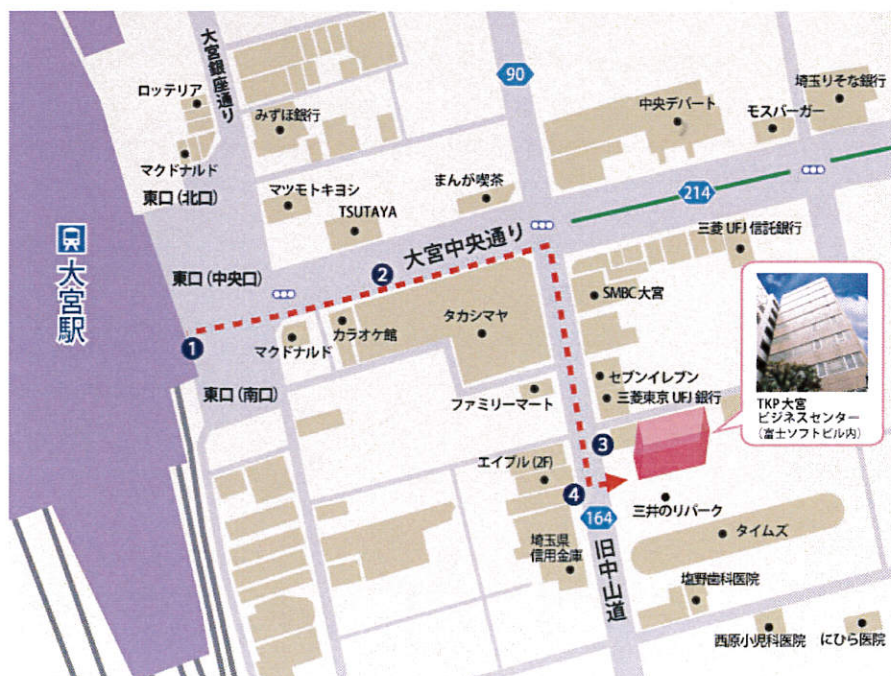 大宮銀座通り
90
ロッテリア
みずほ銀行
中央デパート
モスバーガー
埼玉りそな銀行
マクドナルド
東口(北口)
マツモトキヨシ
TSUTAYA
まんが喫茶
214
大宮駅
東口(中央口)
2
大宮中央通り
三菱UFJ信託銀行
SMBC大宮
1
マクドナルド
カラオケ館
タカシマヤ
東口(南口)
ファミリーマート
セブンイレブン
三菱東京UFJ銀行
TKP大宮
ビジネスセンター
(富士ソフトビル内)
3
エイブル(2F)
4
164
三井のリパーク
タイムズ
埼玉県
信用金庫
旧中山道
塩野歯科医院
西原小児科医院
にひら医院